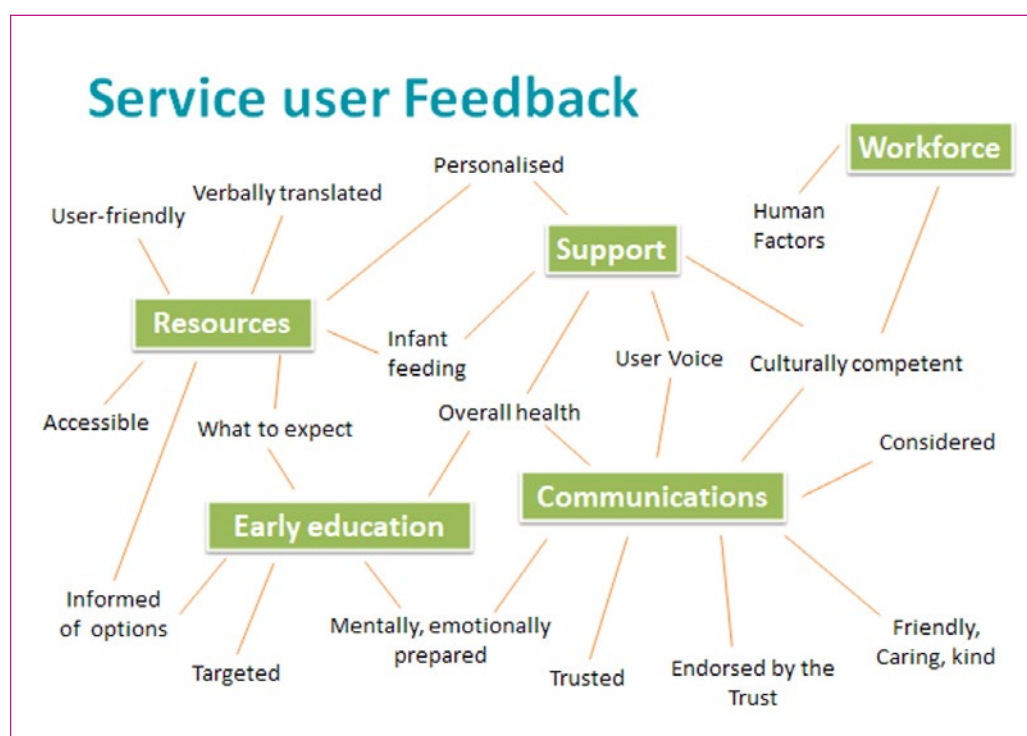 Service user Feedback
Workforce
Personalised
Verbally translated
User-friendly
Human
Factors
Support
Resources
Infant
feeding
User Voice
Culturally competent
Accessible
What to expect
Overall health
Considered
Communications
Early education
Informed
of options
Mentally, emotionally
prepared
Friendly,
Caring, kind
Targeted
Trusted
Endorsed by the
Trust